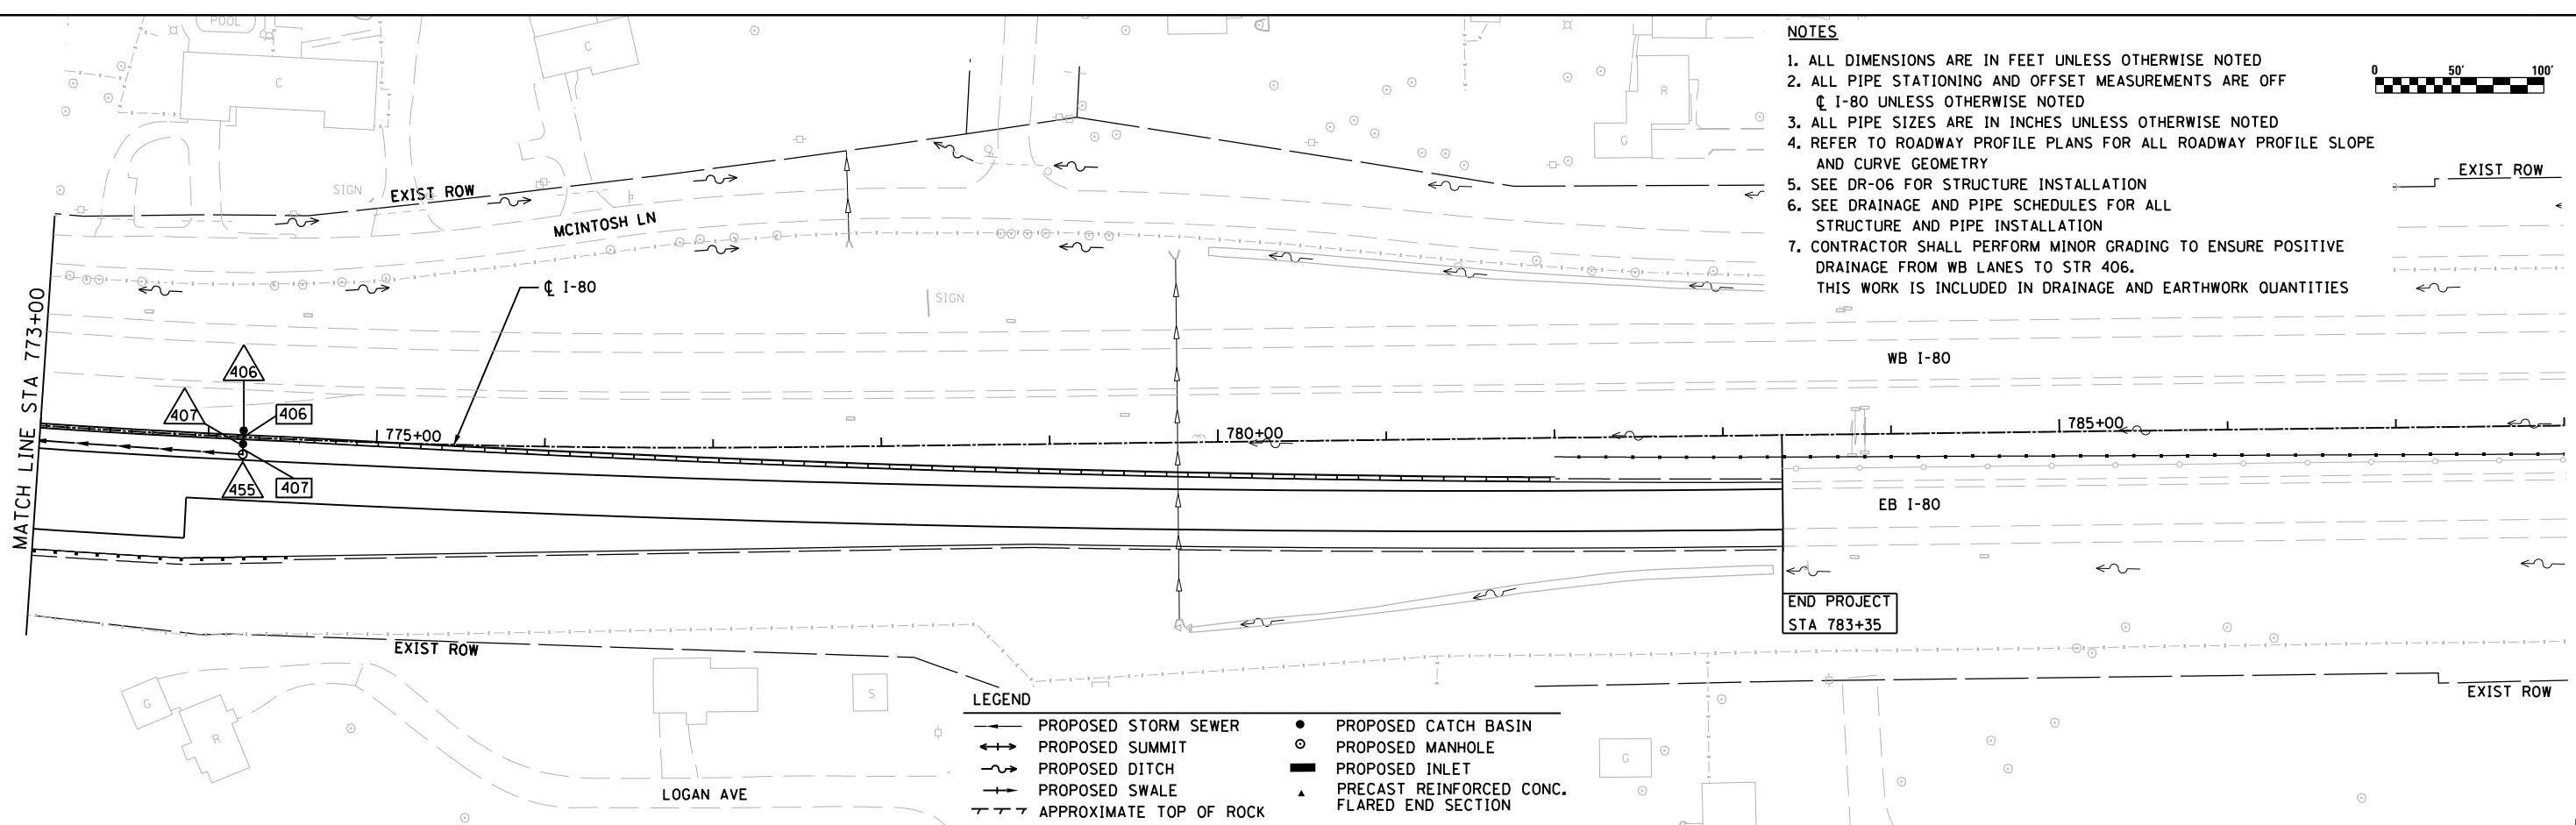 POOL
C
C
R
G
NOTES
1. ALL DIMENSIONS ARE IN FEET UNLESS OTHERWISE NOTED
2. ALL PIPE STATIONING AND OFFSET MEASUREMENTS ARE OFF
℄ I-80 UNLESS OTHERWISE NOTED
3. ALL PIPE SIZES ARE IN INCHES UNLESS OTHERWISE NOTED
4. REFER TO ROADWAY PROFILE PLANS FOR ALL ROADWAY PROFILE SLOPE
AND CURVE GEOMETRY
5. SEE DR-06 FOR STRUCTURE INSTALLATION
6. SEE DRAINAGE AND PIPE SCHEDULES FOR ALL
STRUCTURE AND PIPE INSTALLATION
7. CONTRACTOR SHALL PERFORM MINOR GRADING TO ENSURE POSITIVE
DRAINAGE FROM WB LANES TO STR 406.
THIS WORK IS INCLUDED IN DRAINAGE AND EARTHWORK QUANTITIES
0 50' 100'
EXIST ROW
SIGN
EXIST ROW
MCINTOSH LN
℄ I-80
SIGN
MATCH LINE STA 773+00
WB I-80
406
407
406
775+00
780+00
785+00
455
407
EB I-80
END PROJECT
STA 783+35
EXIST ROW
EXIST ROW
G
R
S
G
LOGAN AVE
LEGEND
PROPOSED STORM SEWER
PROPOSED SUMMIT
PROPOSED DITCH
PROPOSED SWALE
APPROXIMATE TOP OF ROCK
PROPOSED CATCH BASIN
PROPOSED MANHOLE
PROPOSED INLET
PRECAST REINFORCED CONC.
FLARED END SECTION